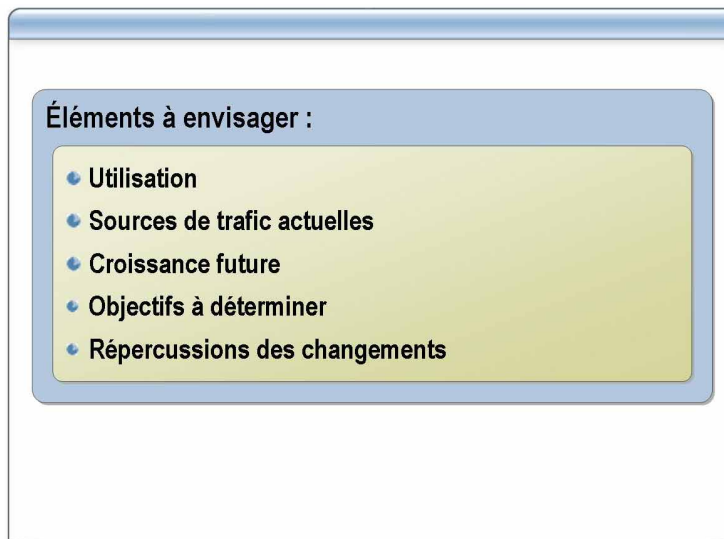 Éléments à envisager :
Utilisation
Sources de trafic actuelles
Croissance future
Objectifs à déterminer
Répercussions des changements